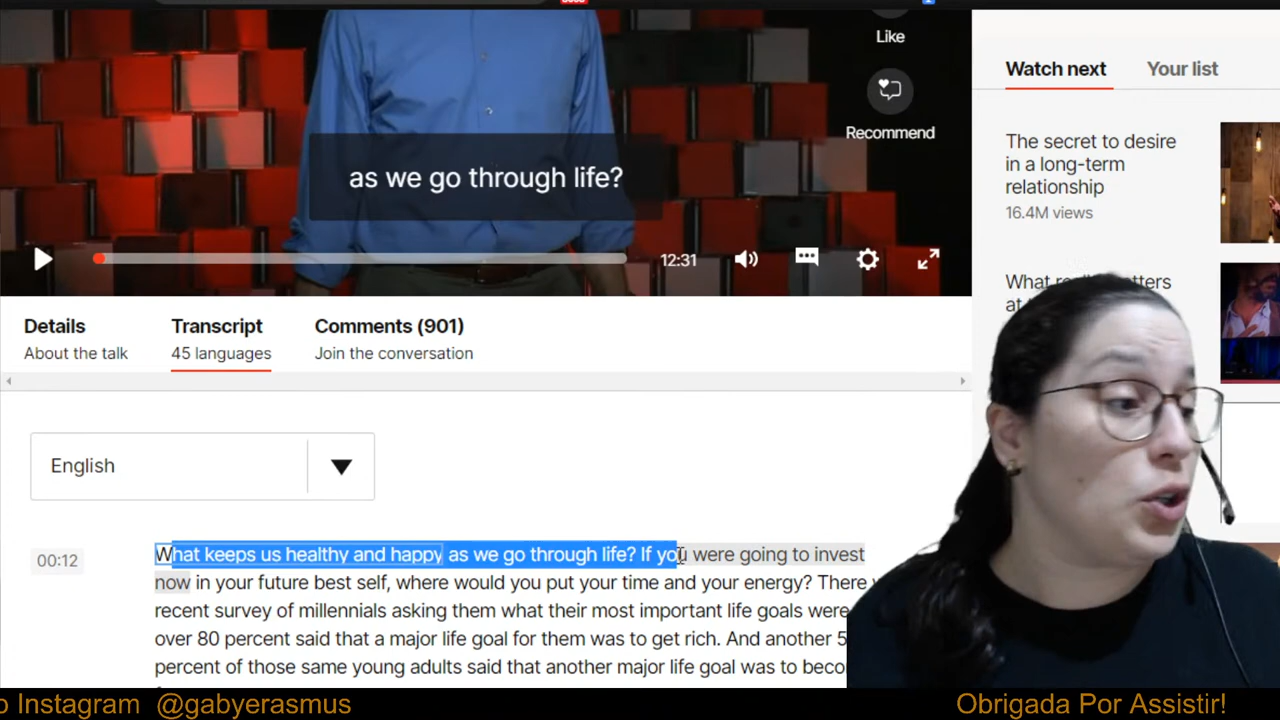 Like
Recommend
as we go through life?
12:31
Watch next
Your list
The secret to desire
in a long-term
relationship
16.4M views
What
Details
About the talk
Transcript
45 languages
Comments (901)
Join the conversation
English
00:12
What keeps us healthy and happy as we go through life? If you were going to invest
now in your future best self, where would you put your time and your energy? There
recent survey of millennials asking them what their most important life goals were
over 80 percent said that a major life goal for them was to get rich. And another
percent of those same young adults said that another major life goal was to
o Instagram @gabyerasmus
Obrigada Por Assistir!